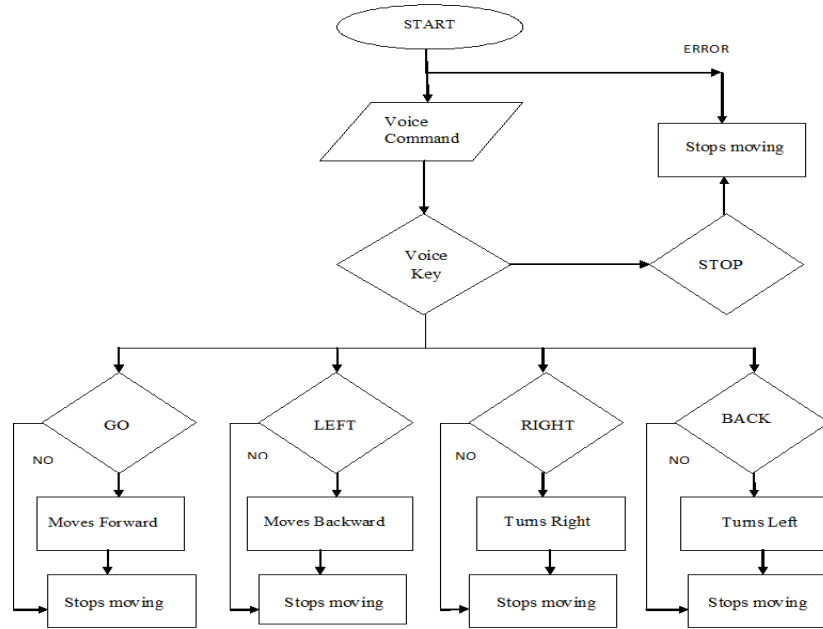 START
ERROR
Voice
Command
Stops moving
Voice
Key
STOP
GO
LEFT
RIGHT
BACK
NO
NO
NO
NO
Moves Forward
Moves Backward
Turns Right
Turns Left
Stops moving
Stops moving
Stops moving
Stops moving